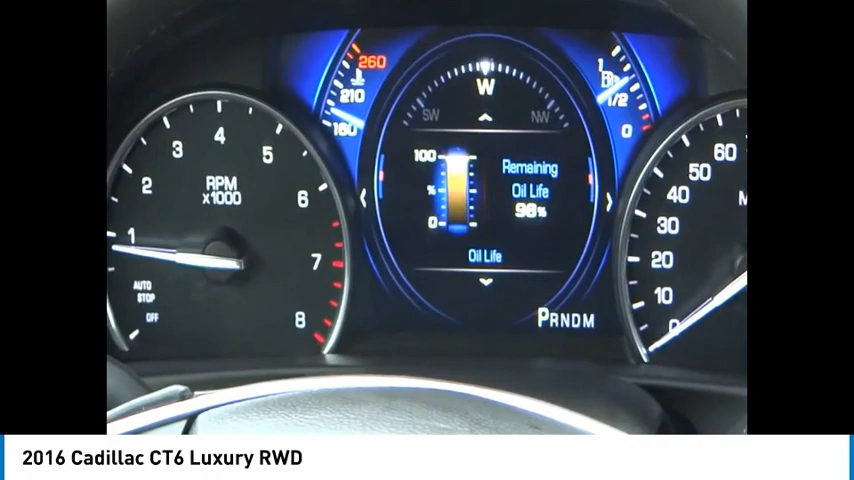 260
210
160
1
1/2
0
W
SW
NW
100
%
0
Remaining
Oil Life
98%
Oil Life
PRNDM
1
2
3
4
5
6
7
8
RPM
x1000
AUTO
STOP
OFF
60
50
40
30
20
10
0
M
2016 Cadillac CT6 Luxury RWD